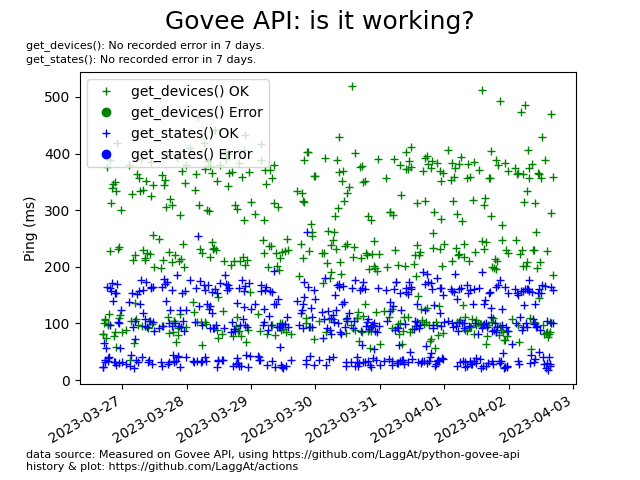 Govee API: is it working?
get_devices(): No recorded error in 7 days.
get_states(): No recorded error in 7 days.
get_devices() OK
get_devices() Error
get_states() OK
get_states() Error
Ping (ms)
500
400
300
200
100
0
2023-03-27
2023-03-28
2023-03-29
2023-03-30
2023-03-31
2023-04-01
2023-04-02
2023-04-03
data source: Measured on Govee API, using https://github.com/LaggAt/python-govee-api
history & plot: https://github.com/LaggAt/actions